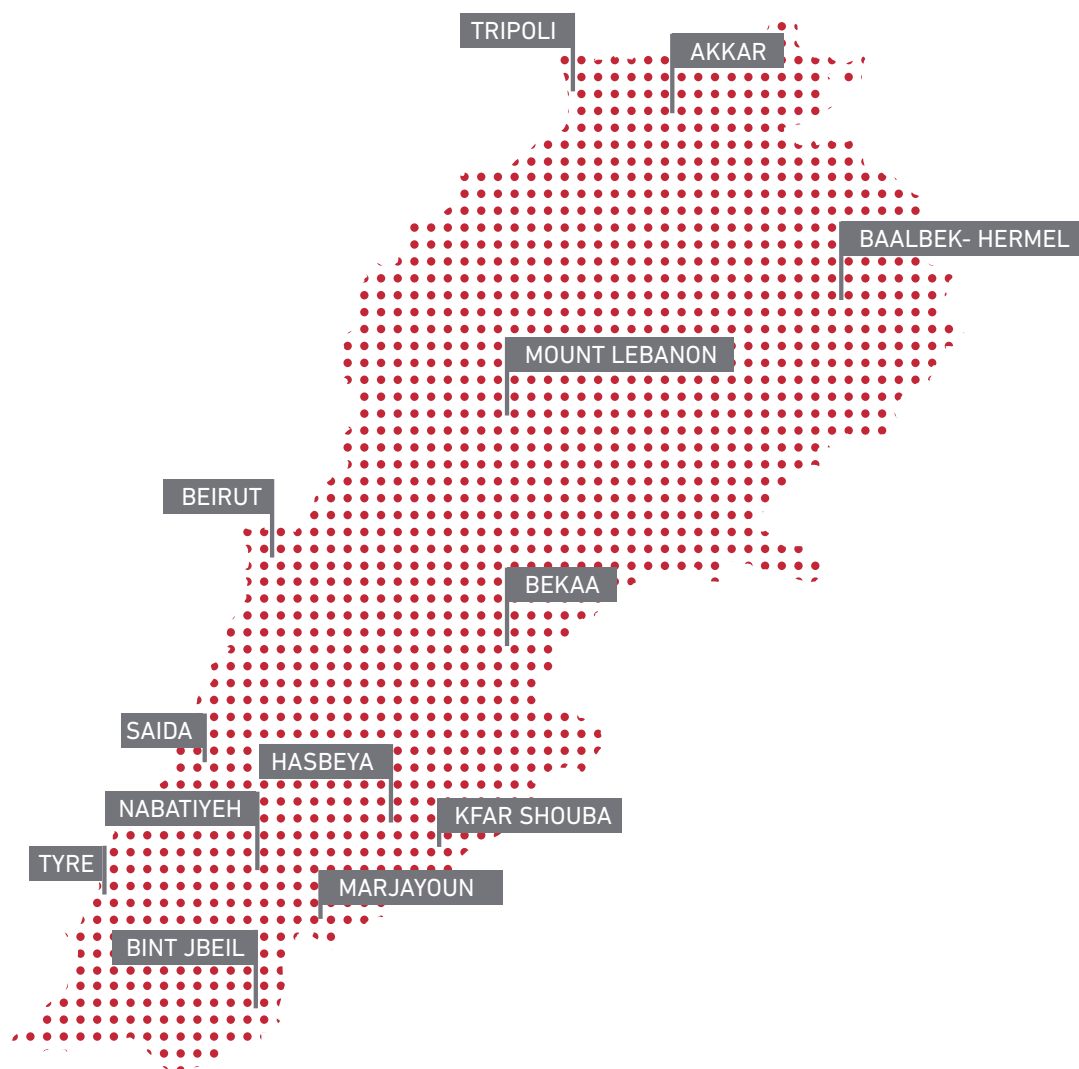 TRIPOLI
AKKAR
BAALBEK- HERMEL
MOUNT LEBANON
BEIRUT
BEKAA
SAIDA
HASBEYA
NABATIYEH
KFAR SHOUBA
TYRE
MARJAYOUN
BINT JBEIL